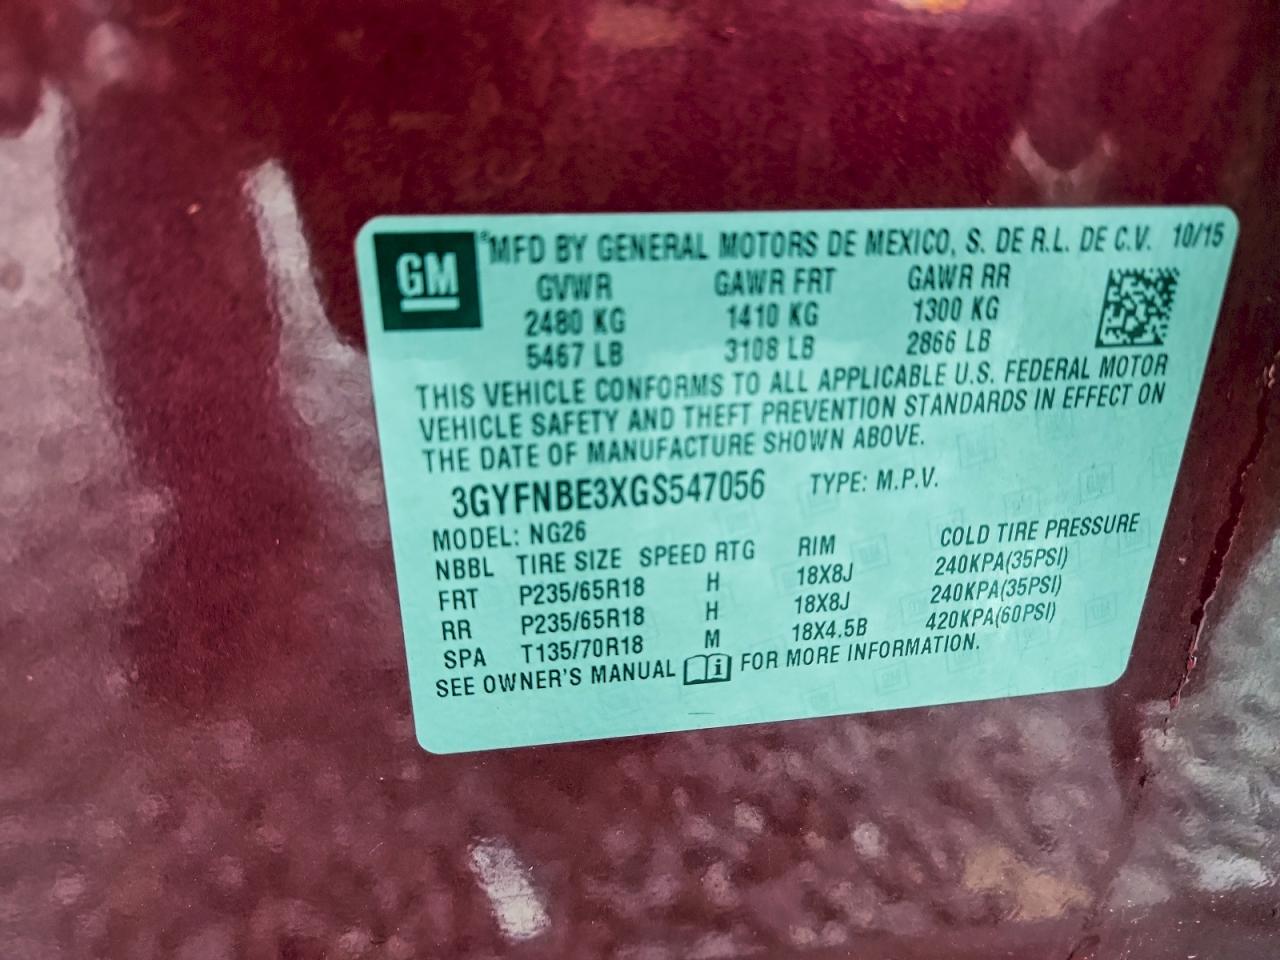 GM ® MFD BY GENERAL MOTORS DE MEXICO, S. DE R.L. DE C.V. 10/15
GVWR GAWR FRT GAWR RR
2480 KG 1410 KG 1300 KG
5467 LB 3108 LB 2866 LB
THIS VEHICLE CONFORMS TO ALL APPLICABLE U.S. FEDERAL MOTOR
VEHICLE SAFETY AND THEFT PREVENTION STANDARDS IN EFFECT ON
THE DATE OF MANUFACTURE SHOWN ABOVE.
3GYFNBE3XGS547056 TYPE: M.P.V.
MODEL: NG26
NBBL TIRE SIZE SPEED RTG RIM COLD TIRE PRESSURE
FRT P235/65R18 H 18X8J 240KPA(35PSI)
RR P235/65R18 H 18X8J 240KPA(35PSI)
SPA T135/70R18 M 18X4.5B 420KPA(60PSI)
SEE OWNER'S MANUAL i FOR MORE INFORMATION.